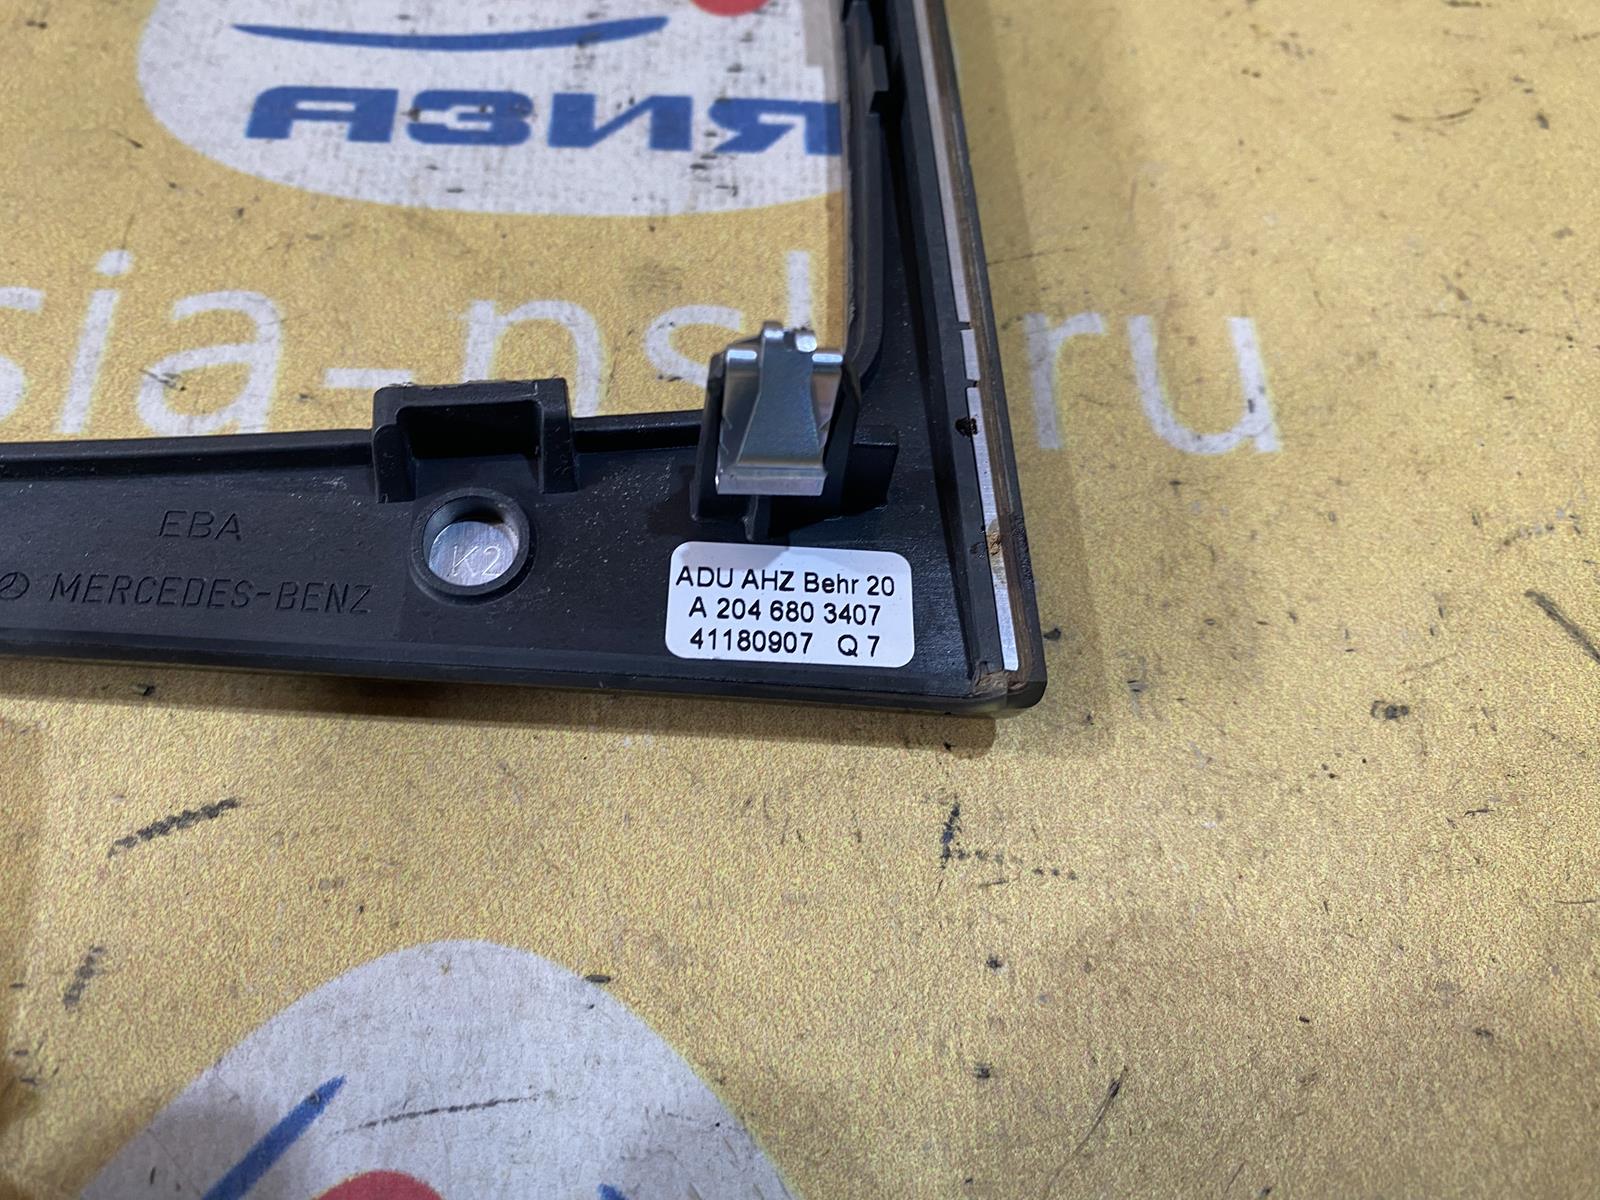 АЗИЯ
sia-nsk.ru
EBA
MERCEDES-BENZ
K2
ADU AHZ Behr 20
A 204 680 3407
41180907 Q 7